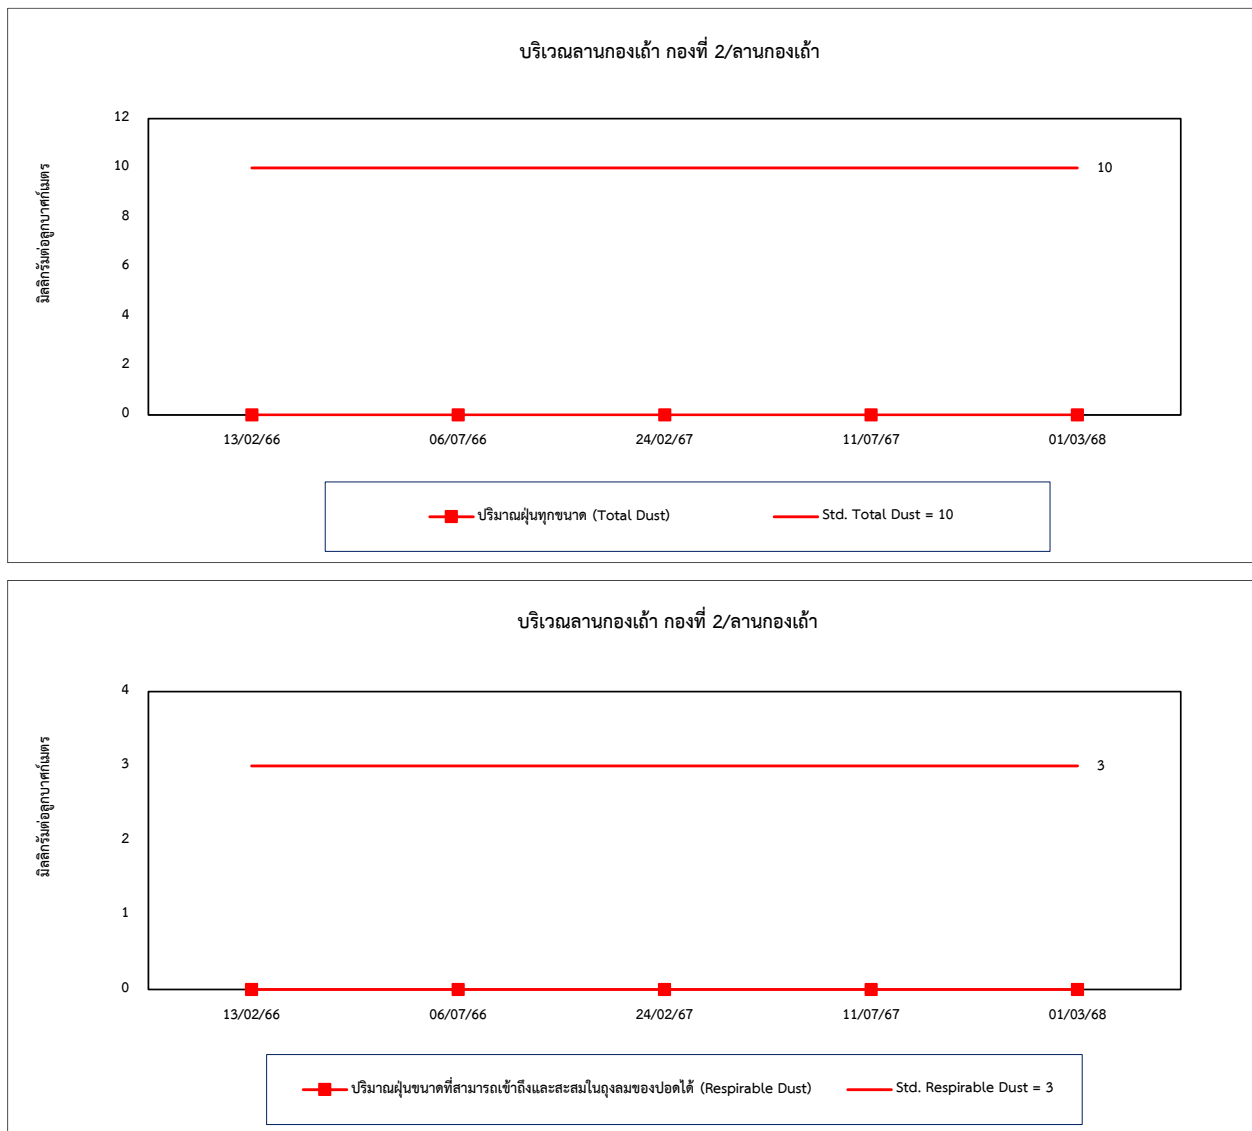 บริเวณลานกองเถ้า กองที่ 2/ลานกองเถ้า
มิลลิกรัมต่อลูกบาศก์เมตร
12
10
8
6
4
2
0
10
13/02/66 06/07/66 24/02/67 11/07/67 01/03/68
ปริมาณฝุ่นทุกขนาด (Total Dust) Std. Total Dust = 10
บริเวณลานกองเถ้า กองที่ 2/ลานกองเถ้า
มิลลิกรัมต่อลูกบาศก์เมตร
4
3
2
1
0
3
13/02/66 06/07/66 24/02/67 11/07/67 01/03/68
ปริมาณฝุ่นขนาดที่สามารถเข้าถึงและสะสมในถุงลมของปอดได้ (Respirable Dust) Std. Respirable Dust = 3